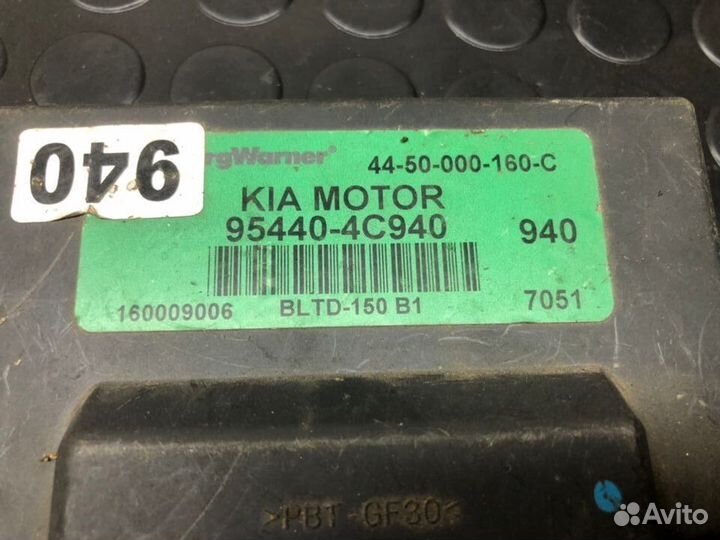 940
rgWarner® 44-50-000-160-C
KIA MOTOR
95440-4C940 940
160009006 BLTD-150 B1 7051
>PBT-GF30<
Avito